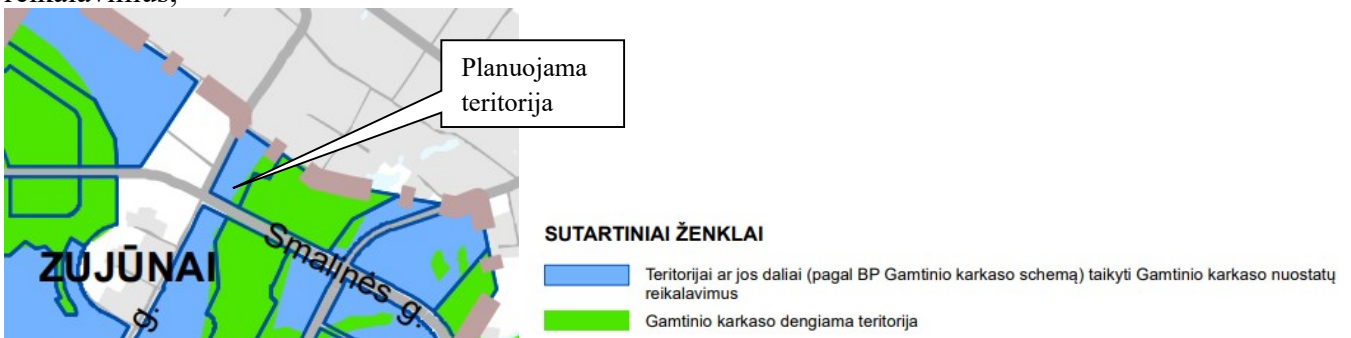 reikalavimus;
Planuojama
teritorija
Smalinės g.
ZUJŪNAI
g.
SUTARTINIAI ŽENKLAI
Teritorijai ar jos daliai (pagal BP Gamtinio karkaso schemą) taikyti Gamtinio karkaso nuostatų
reikalavimus
Gamtinio karkaso dengiama teritorija